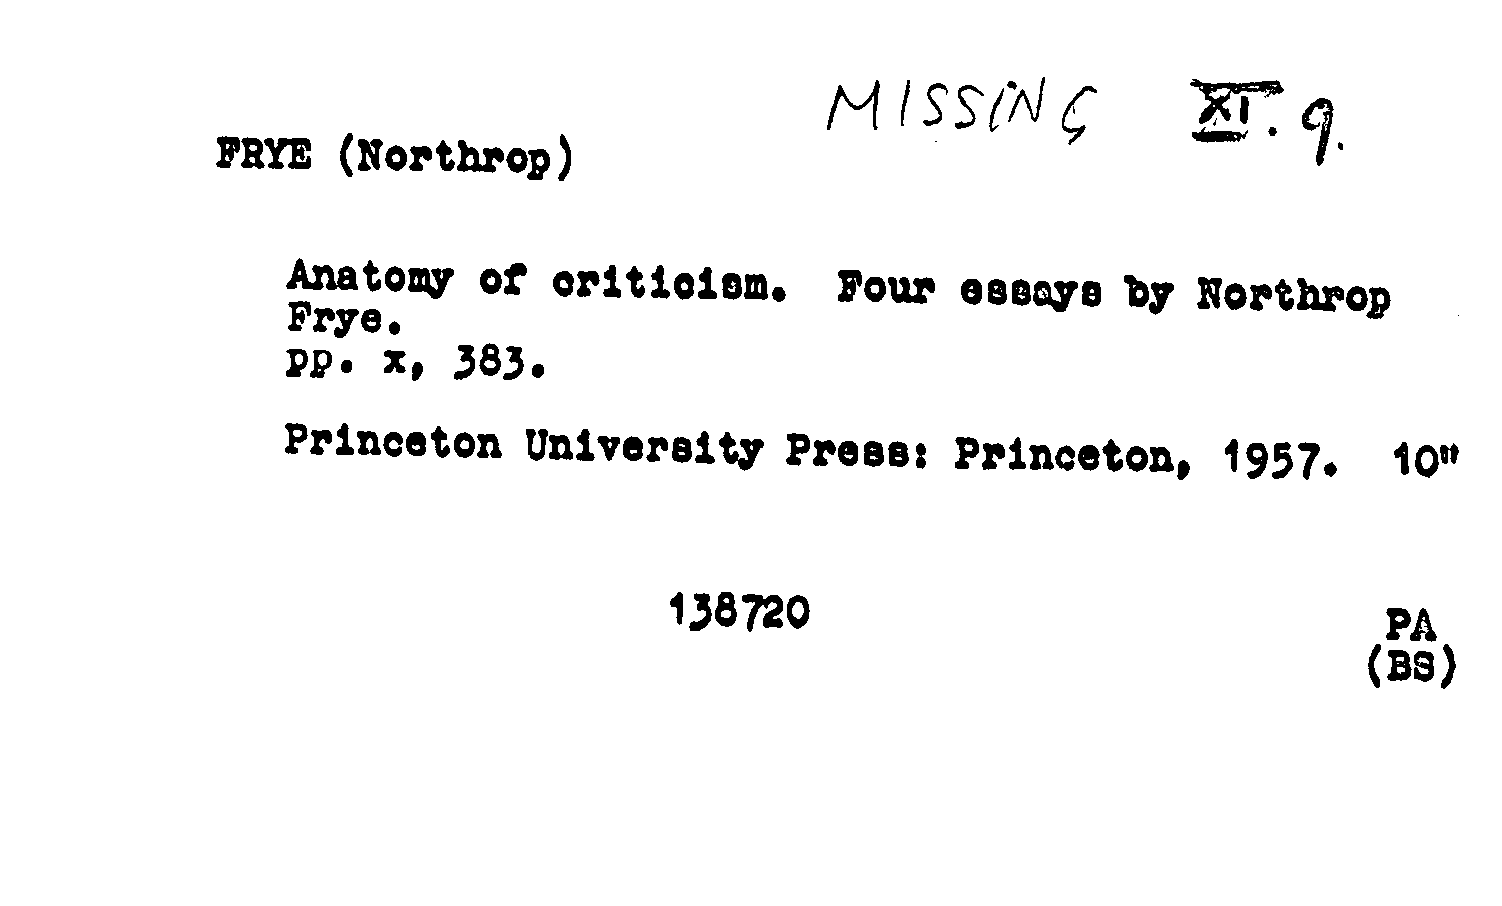 MISSING XI. 9.
FRYE (Northrop)
Anatomy of criticism. Four essays by Northrop
Frye.
pp. x, 383.
Princeton University Press: Princeton, 1957. 10"
138720
PA
(BS)